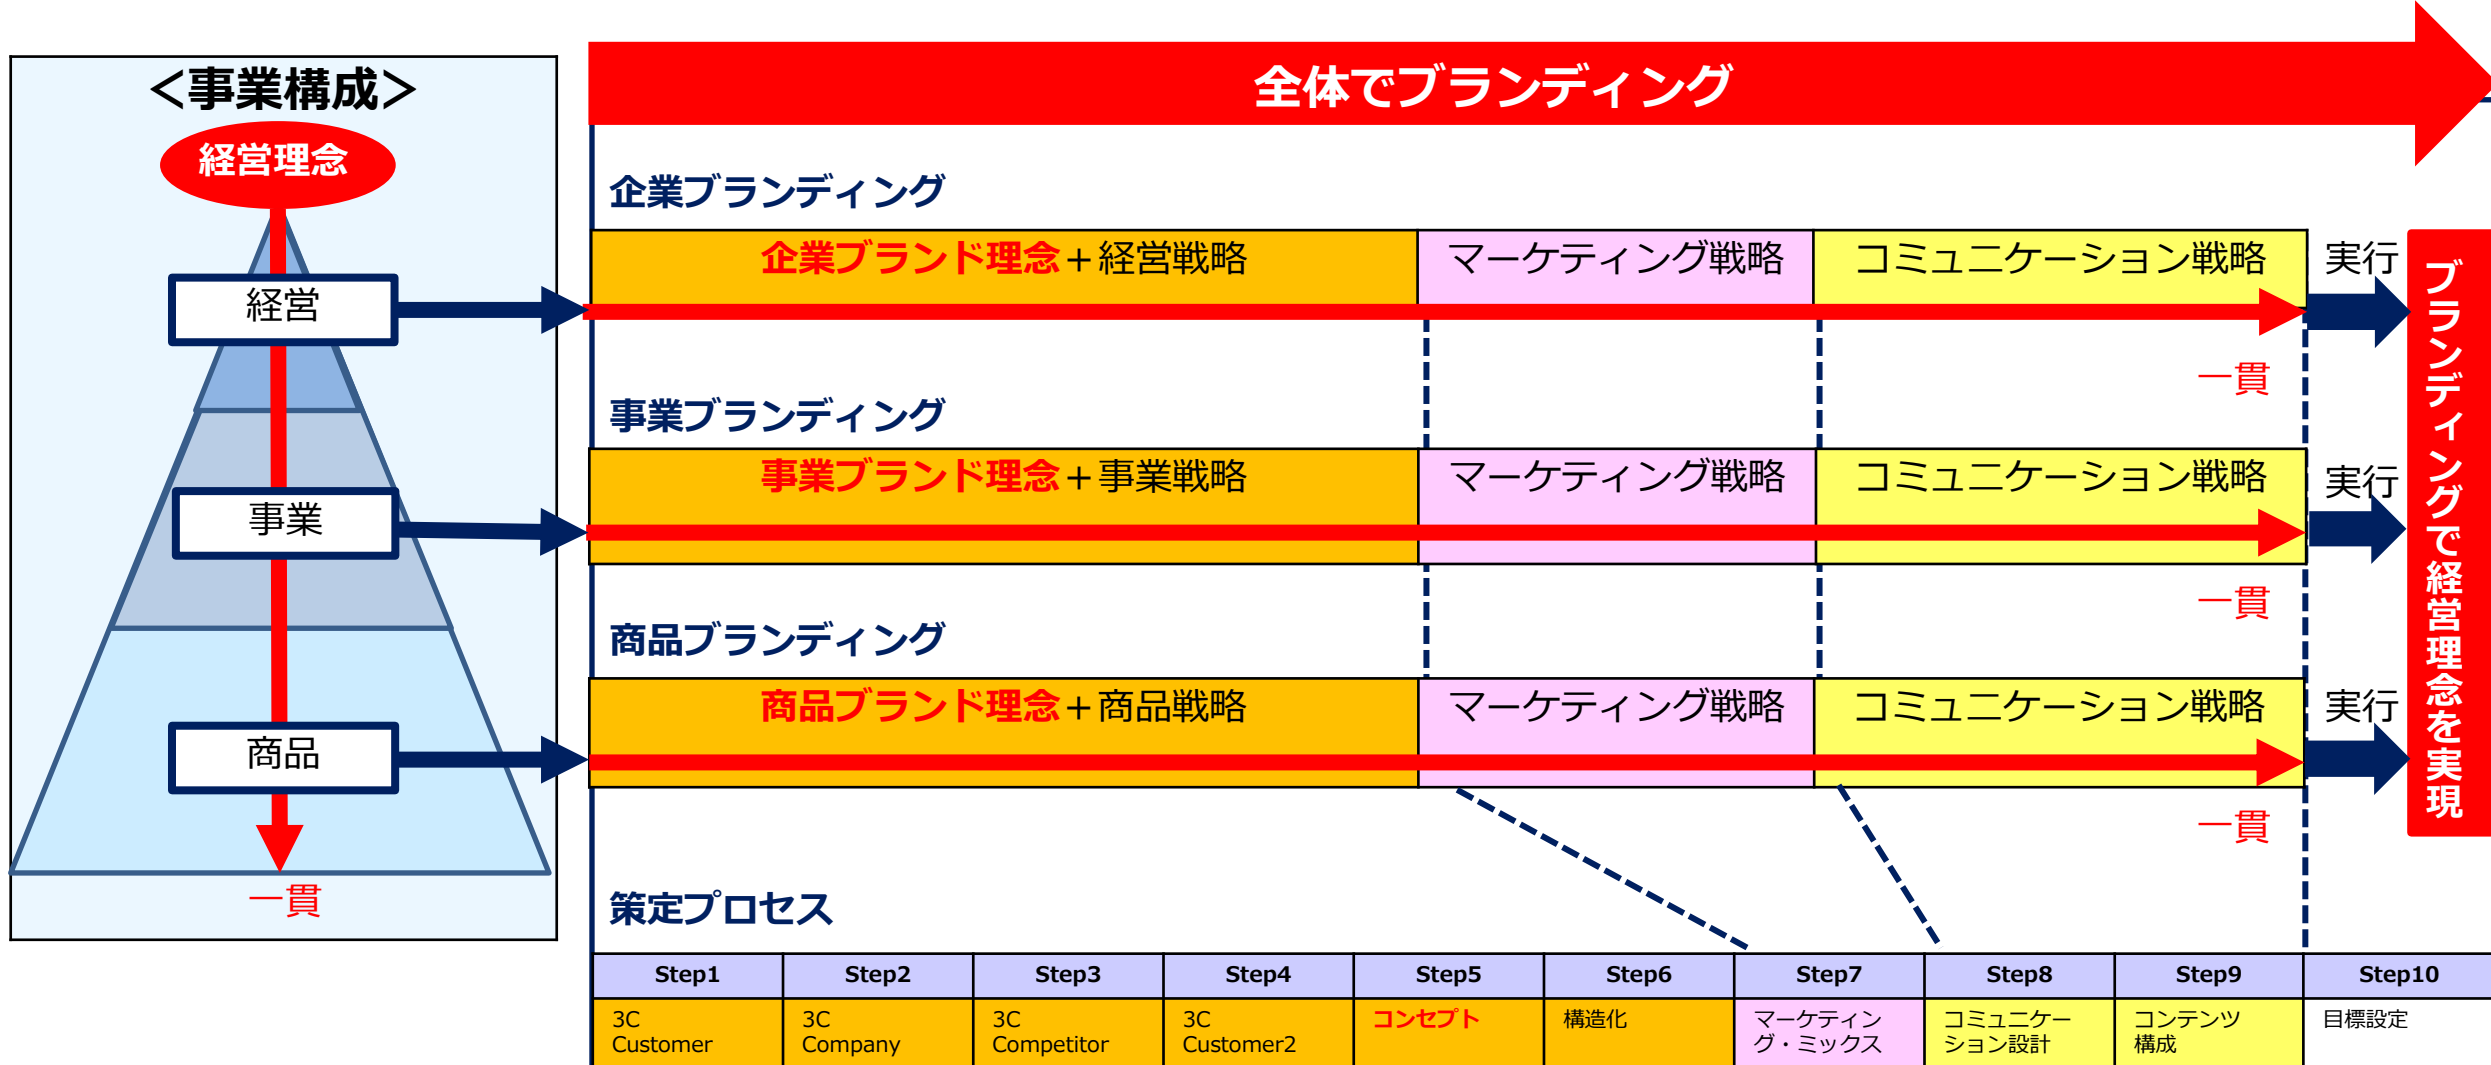 ＜事業構成＞
経営理念
経営
事業
商品
一貫
全体でブランディング
企業ブランディング
企業ブランド理念＋経営戦略
マーケティング戦略
コミュニケーション戦略
実行
一貫
事業ブランディング
事業ブランド理念＋事業戦略
マーケティング戦略
コミュニケーション戦略
実行
一貫
商品ブランディング
商品ブランド理念＋商品戦略
マーケティング戦略
コミュニケーション戦略
実行
一貫
ブランディングで経営理念を実現
策定プロセス
Step1
Step2
Step3
Step4
Step5
Step6
Step7
Step8
Step9
Step10
3C
Customer
3C
Company
3C
Competitor
3C
Customer2
コンセプト
構造化
マーケティン
グ・ミックス
コミュニケー
ション設計
コンテンツ
構成
目標設定